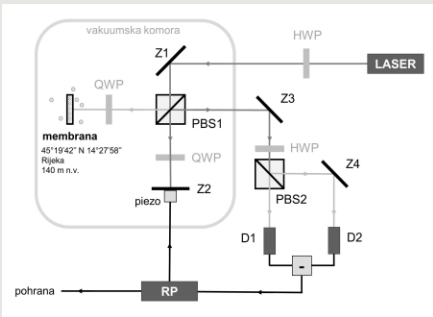 vakuumska komora
HWP
Z1
LASER
QWP
Z3
PBS1
membrana
45°19'42" N 14°27'58"
Rijeka
140 m n.v.
HWP
QWP
Z4
Z2
PBS2
piezo
D1
D2
-
pohrana
RP